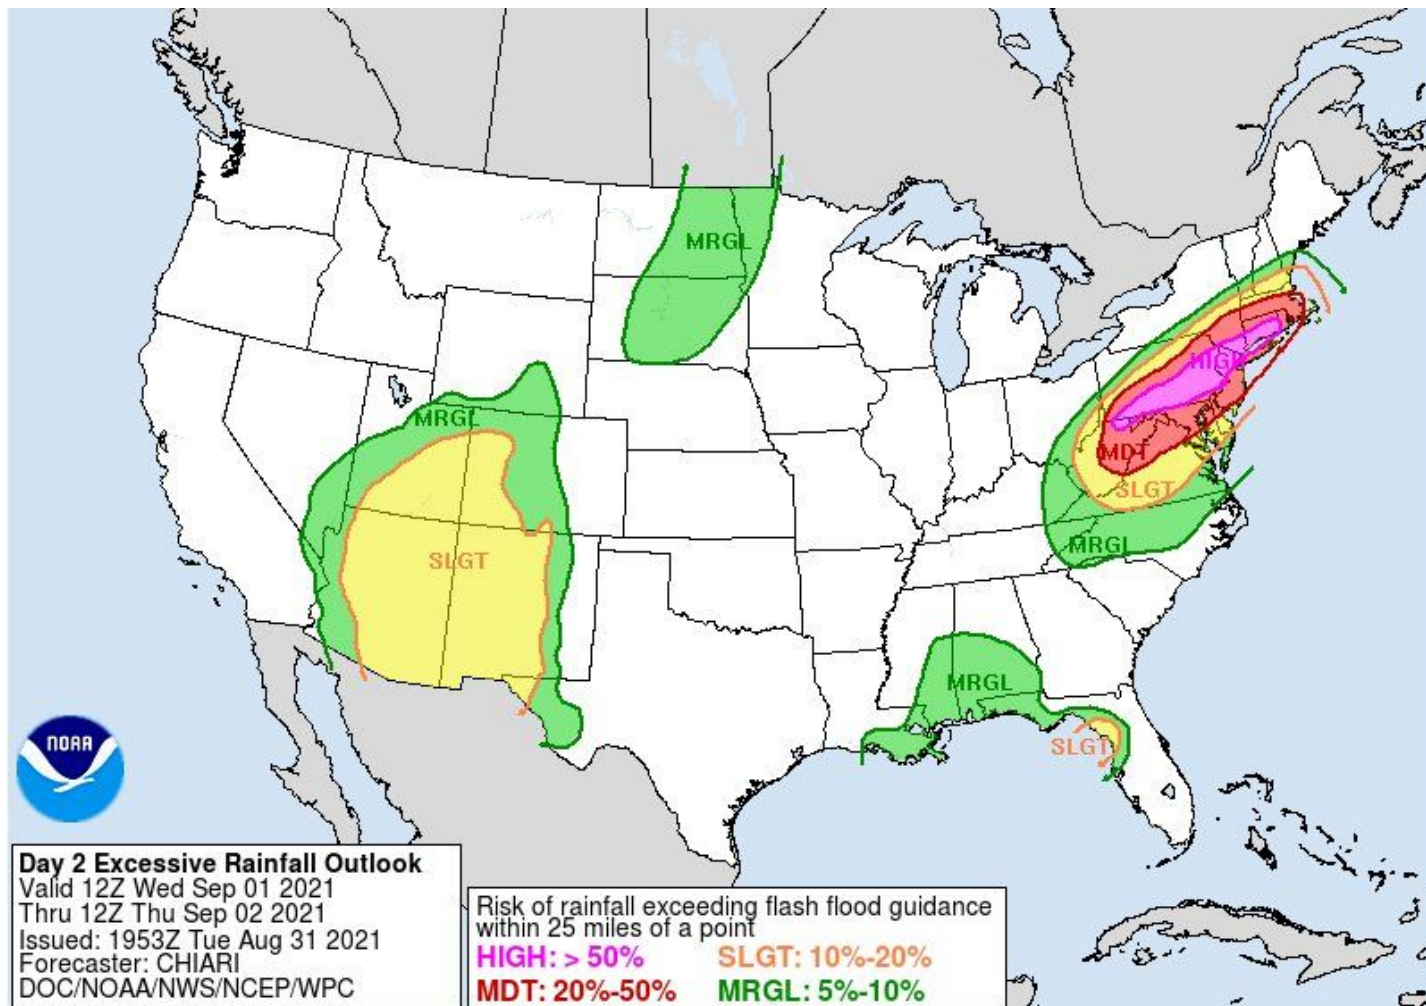 MRGL
HIGH
MRGL
MDT
SLGT
MRGL
SLGT
MRGL
SLGT
NOAA
Day 2 Excessive Rainfall Outlook
Valid 12Z Wed Sep 01 2021
Thru 12Z Thu Sep 02 2021
Issued: 1953Z Tue Aug 31 2021
Forecaster: CHIARI
DOC/NOAA/NWS/NCEP/WPC
Risk of rainfall exceeding flash flood guidance
within 25 miles of a point
HIGH: > 50% SLGT: 10%-20%
MDT: 20%-50% MRGL: 5%-10%